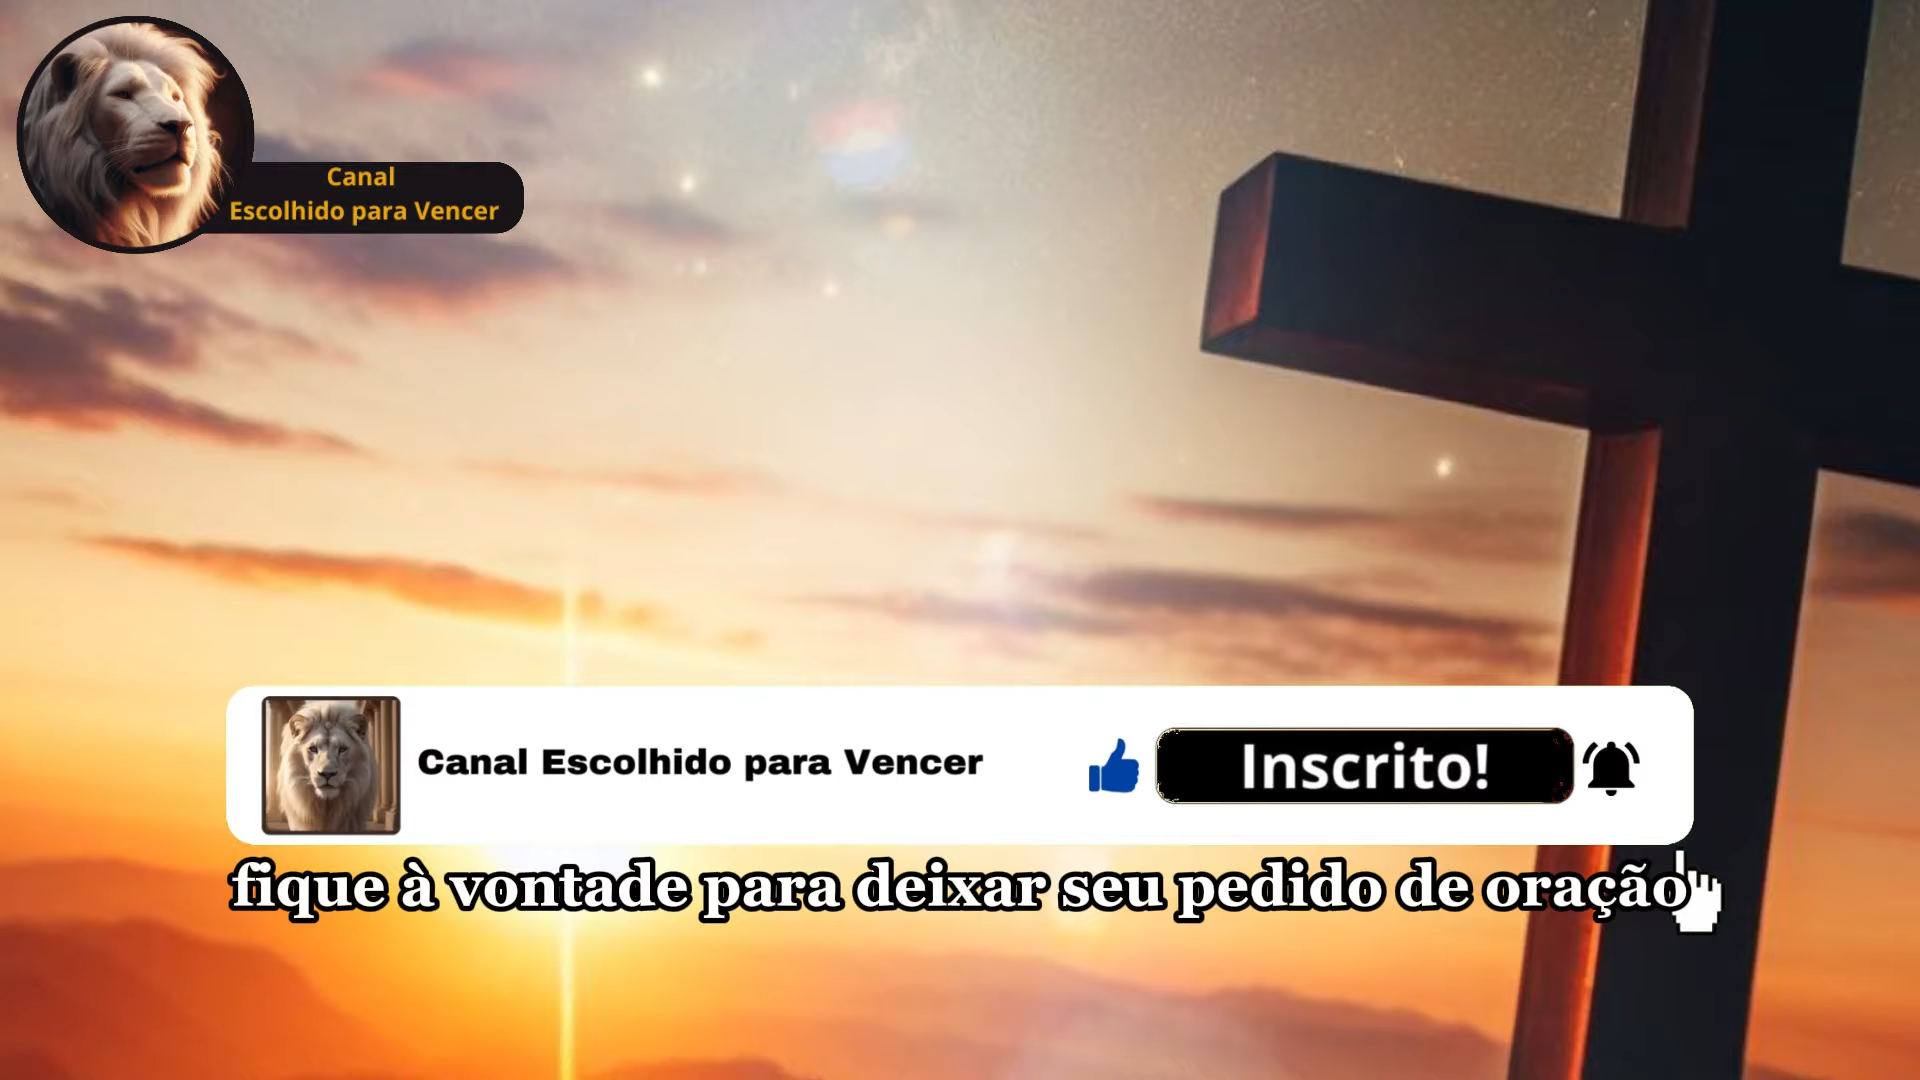 Canal
Escolhido para Vencer
Canal Escolhido para Vencer
Inscrito!
fique à vontade para deixar seu pedido de oração